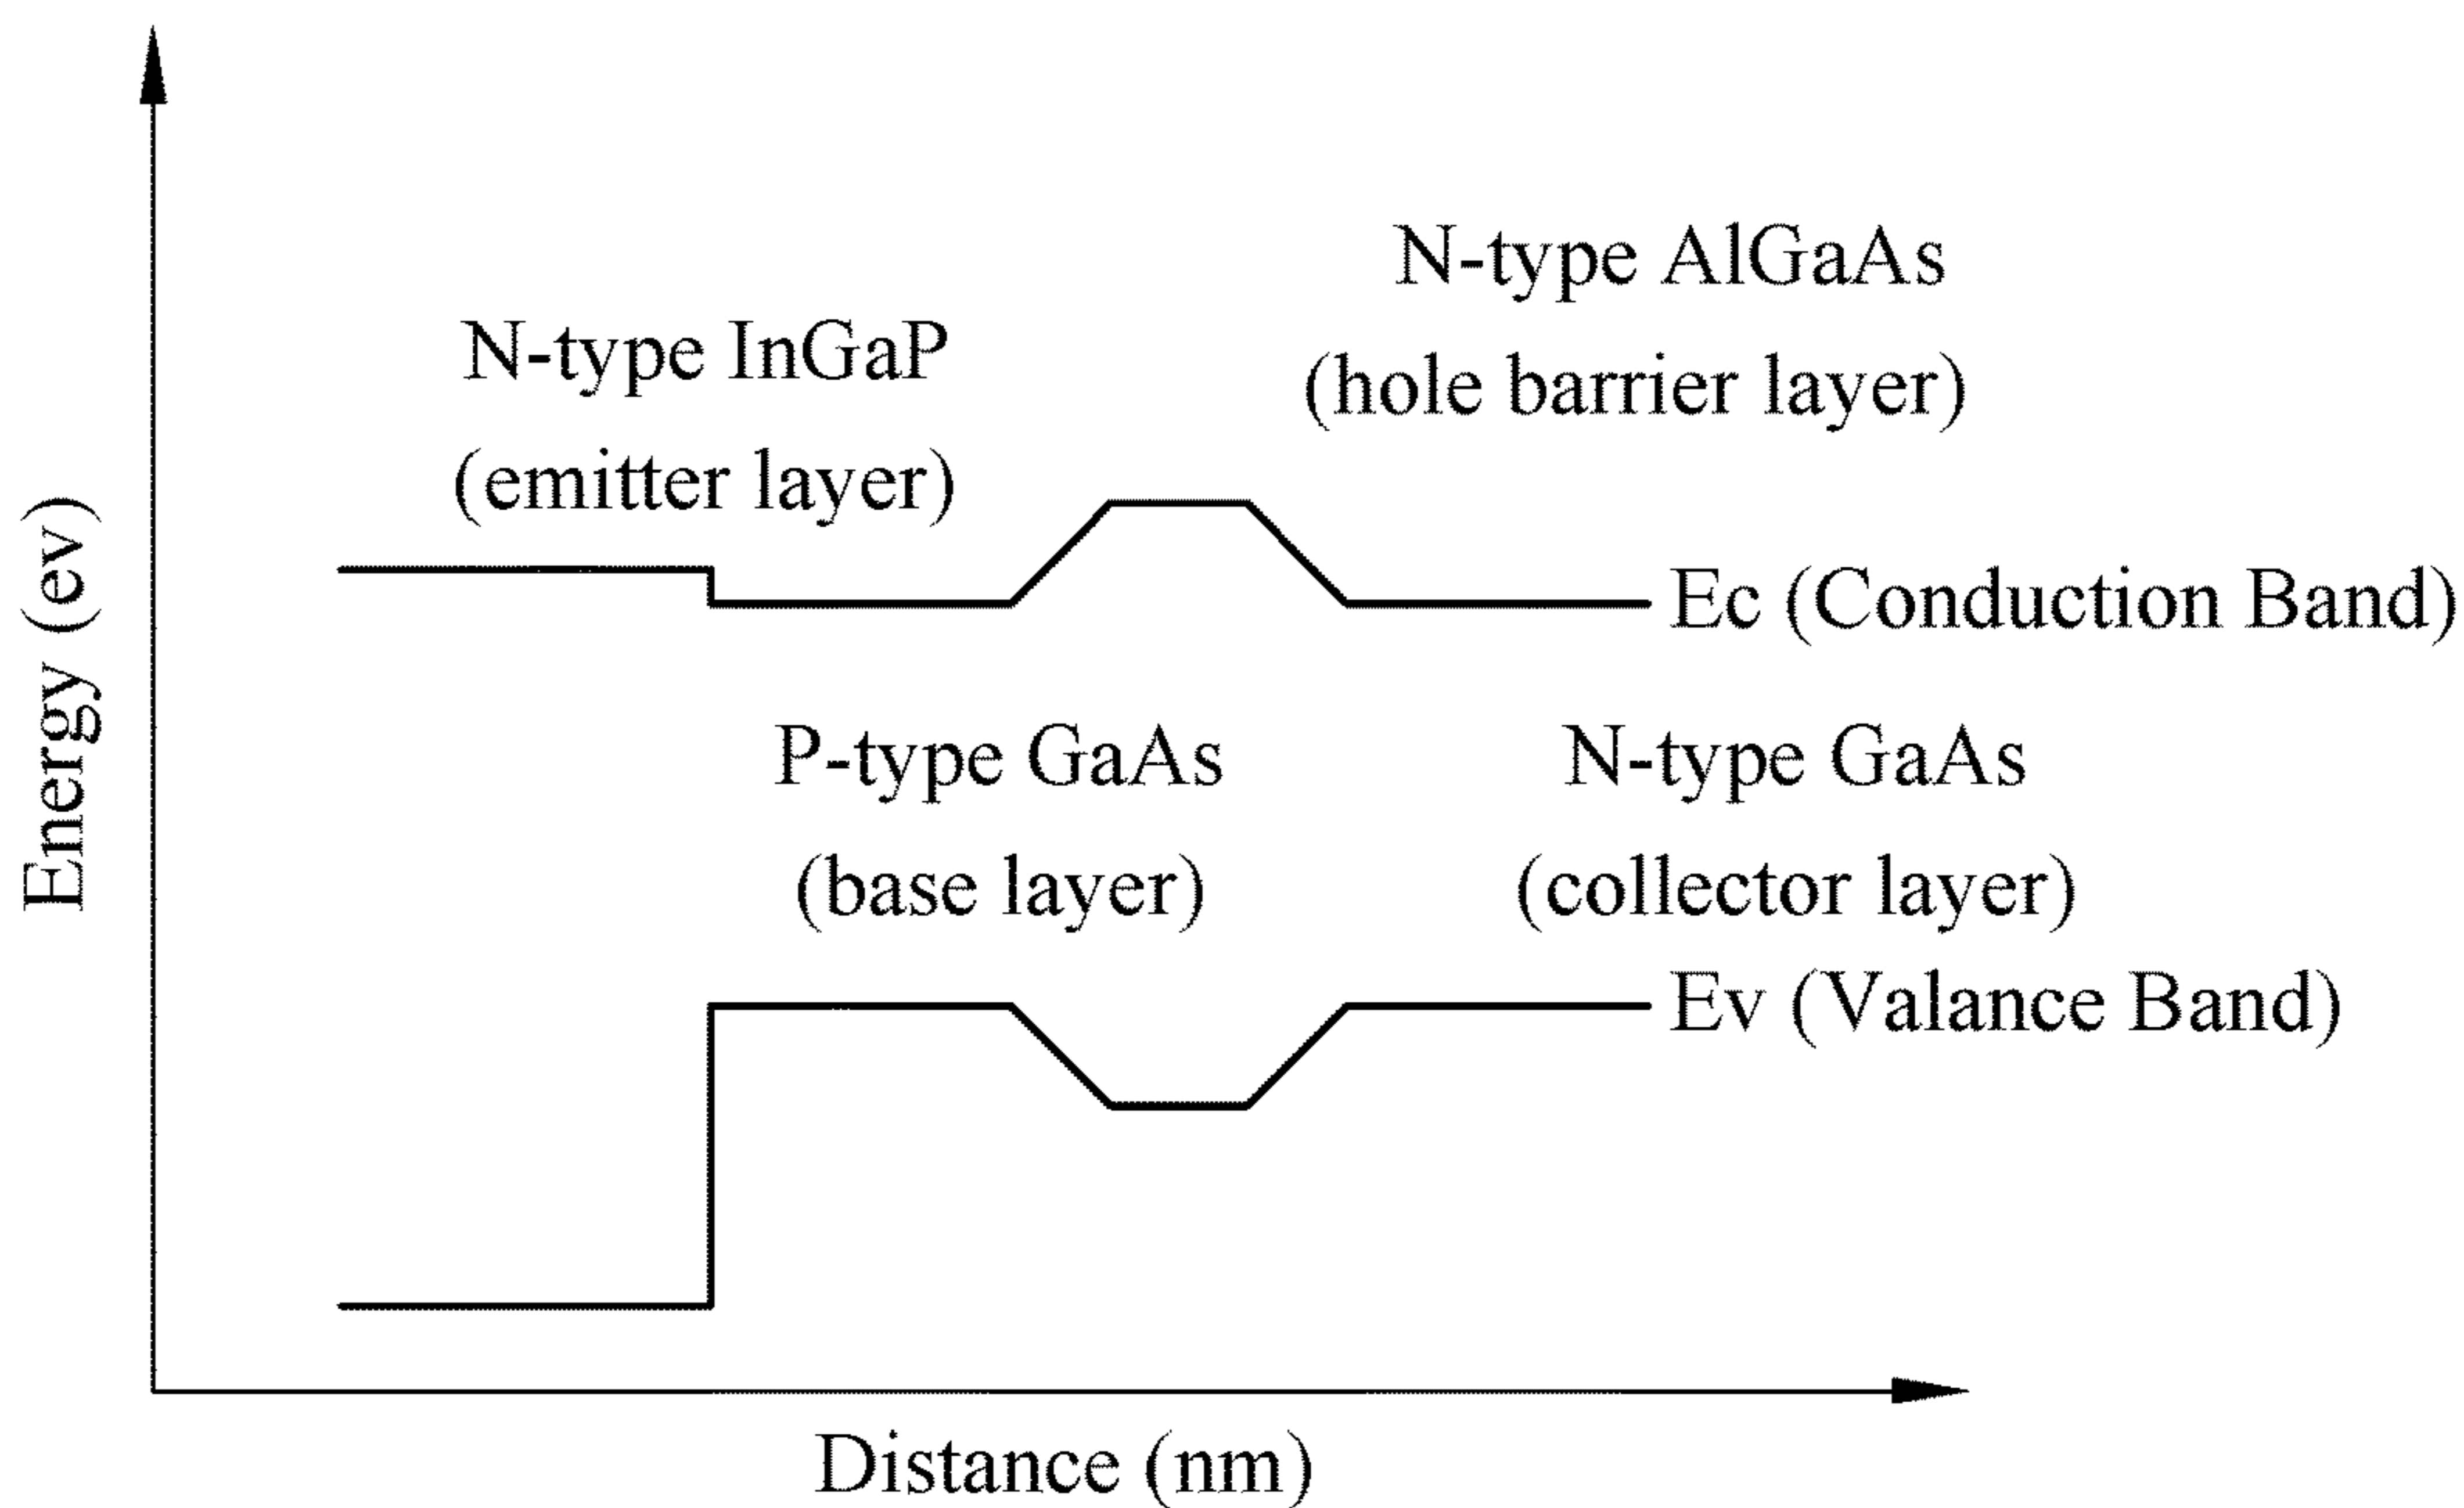 N-type AlGaAs
(hole barrier layer)
N-type InGaP
(emitter layer)
Ec (Conduction Band)
Energy (ev)
P-type GaAs
(base layer)
N-type GaAs
(collector layer)
Ev (Valance Band)
Distance (nm)